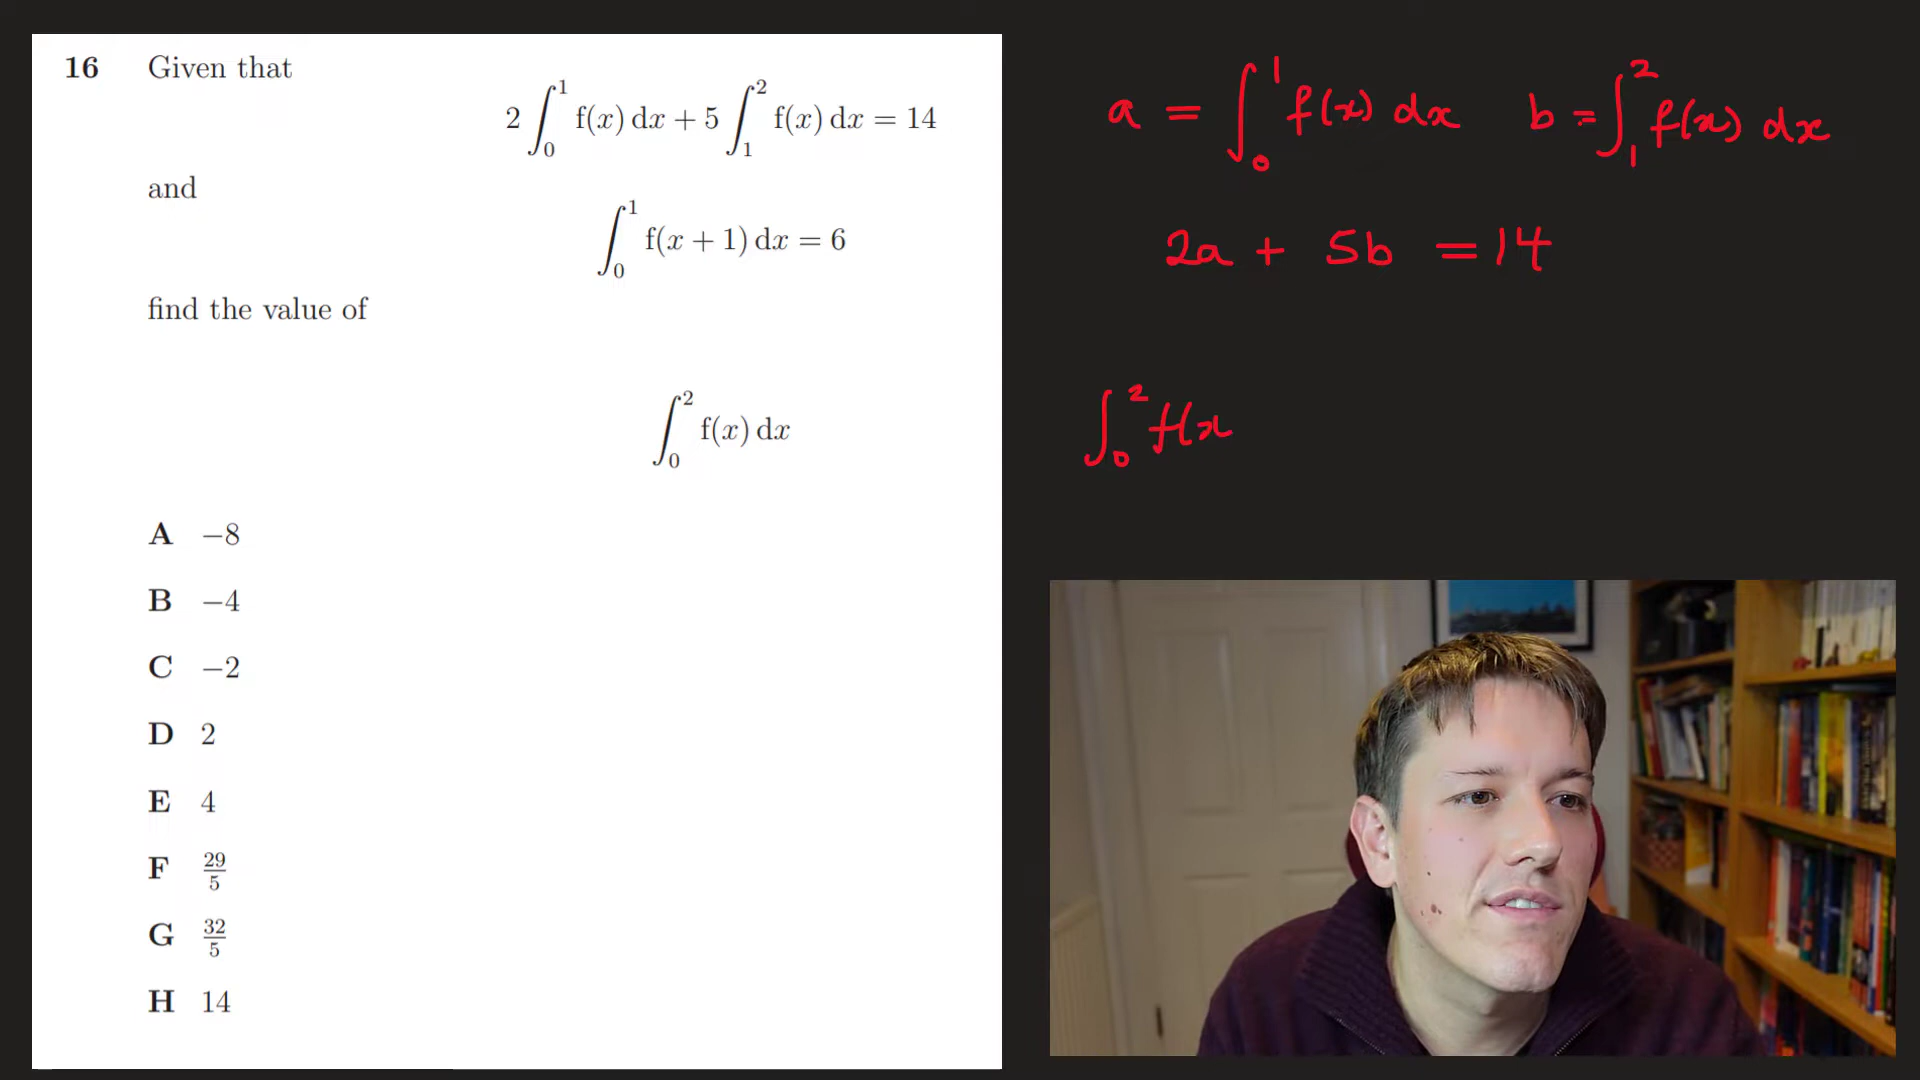 16 Given that
2 ∫₀¹ f(x) dx + 5 ∫₁² f(x) dx = 14
and
∫₀¹ f(x + 1) dx = 6
find the value of
∫₀² f(x) dx
A −8
B −4
C −2
D 2
E 4
F 29/5
G 32/5
H 14
a = ∫₀¹ f(x) dx b = ∫₁² f(x) dx
2a + 5b = 14
∫₀² f(x